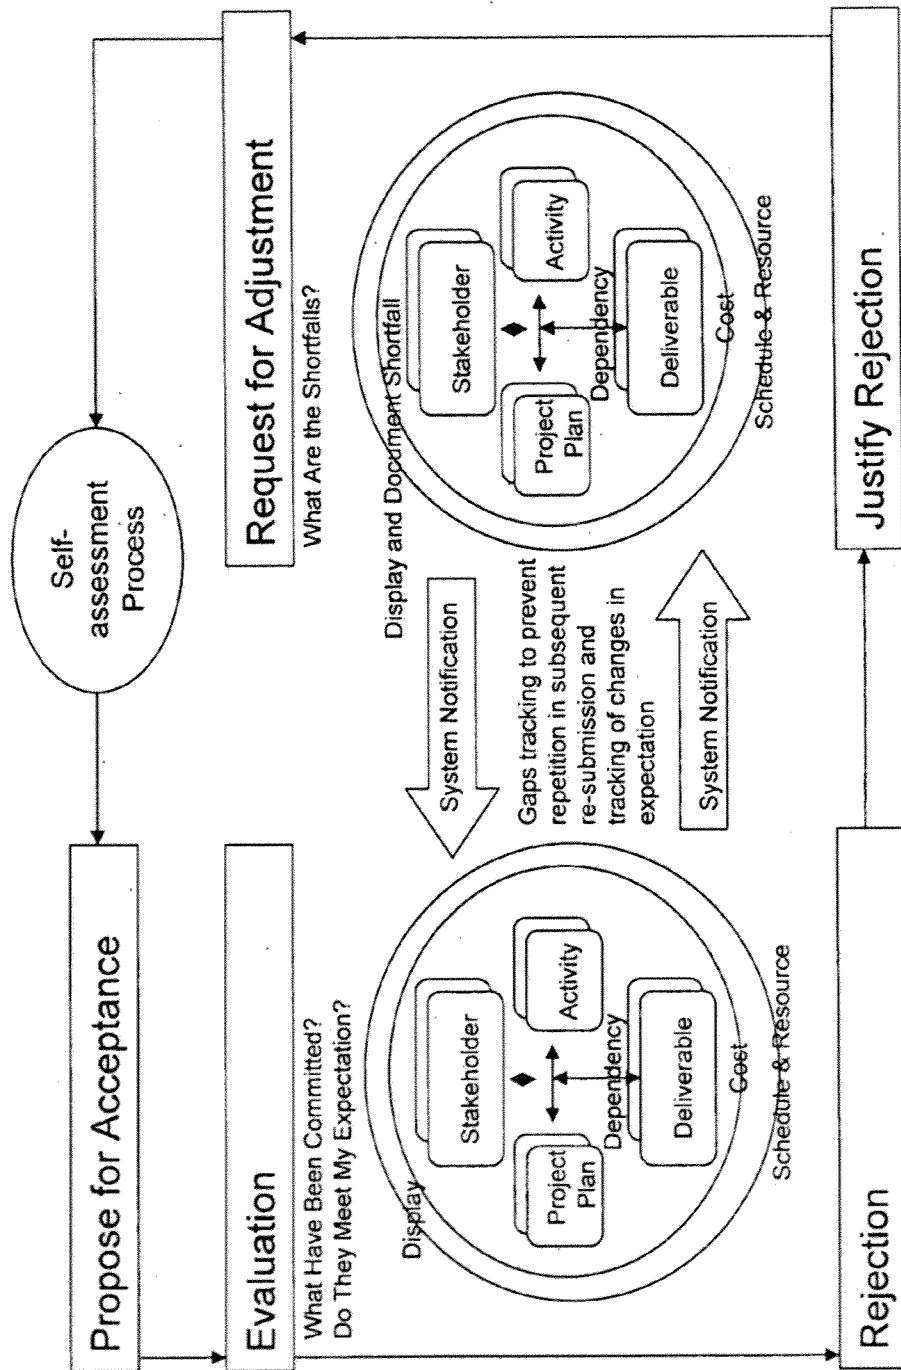 Self-
assessment
Process
Propose for Acceptance
Evaluation
What Have Been Committed?
Do They Meet My Expectation?
Display
Stakeholder
Project
Plan
Activity
Dependency
Deliverable
Cost
Schedule & Resource
Rejection
System Notification
Gaps tracking to prevent
repetition in subsequent
re-submission and
tracking of changes in
expectation
System Notification
Request for Adjustment
What Are the Shortfalls?
Display and Document Shortfall
Stakeholder
Project
Plan
Activity
Dependency
Deliverable
Cost
Schedule & Resource
Justify Rejection